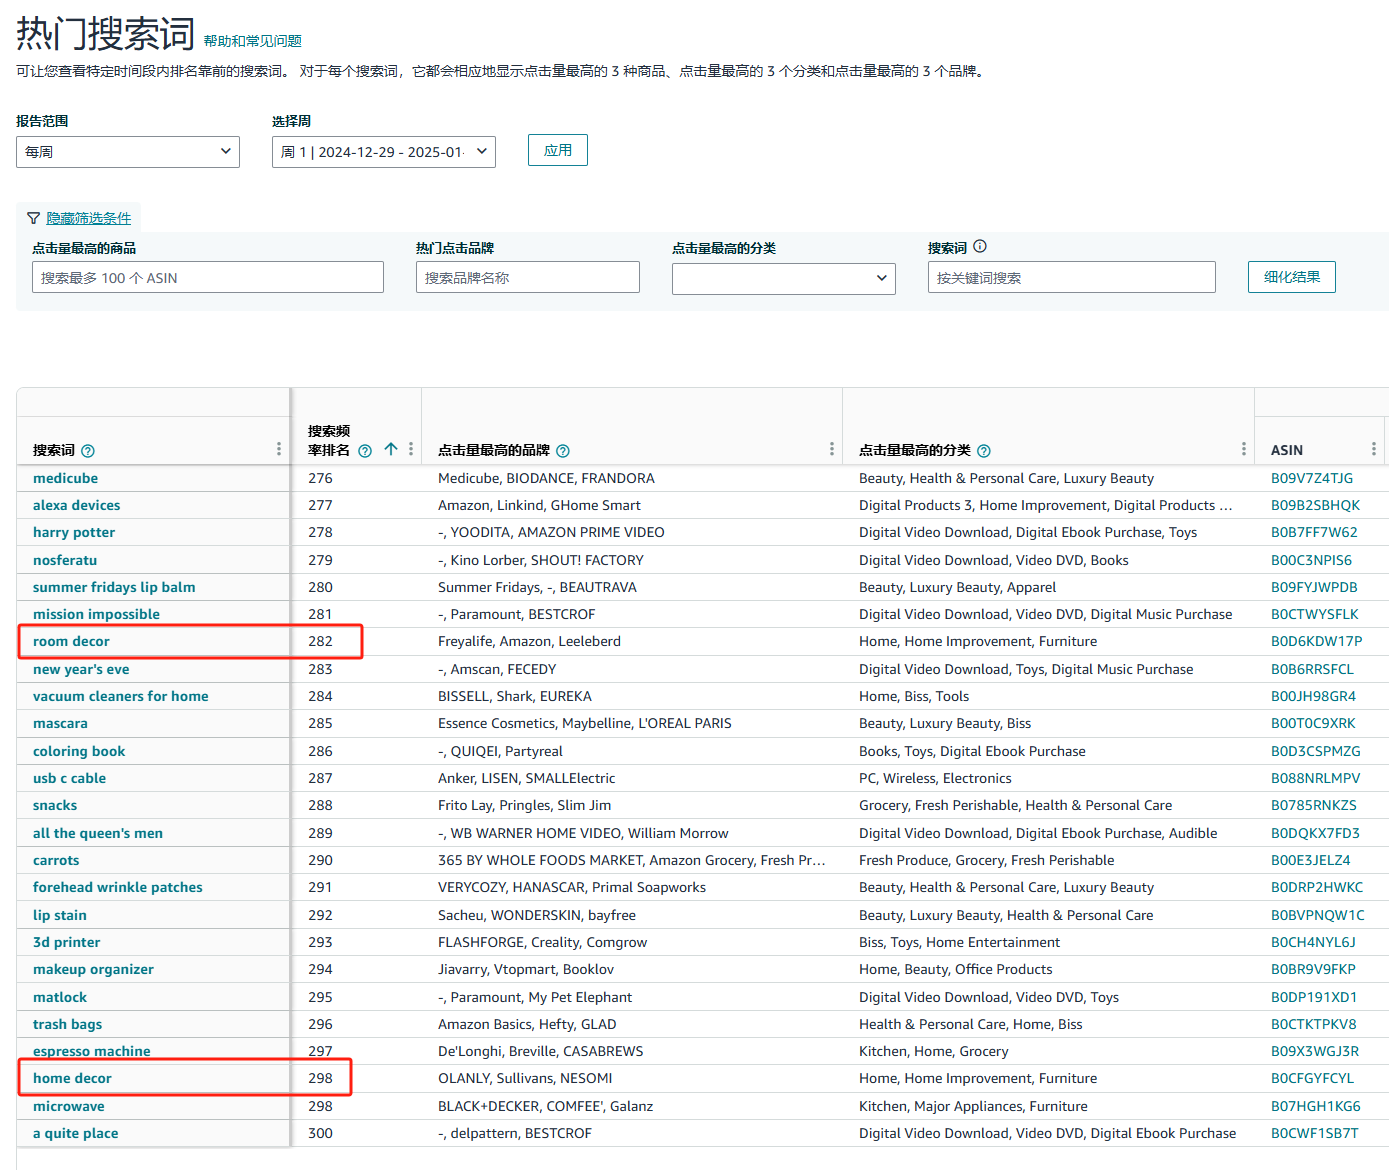 热门搜索词 帮助和常见问题
可让您查看特定时间段内排名靠前的搜索词。 对于每个搜索词，它都会相应地显示点击量最高的 3 种商品、点击量最高的 3 个分类和点击量最高的 3 个品牌。
报告范围 选择周
每周 周 1 | 2024-12-29 - 2025-01- 应用
隐藏筛选条件
点击量最高的商品 热门点击品牌 点击量最高的分类 搜索词
搜索最多 100 个 ASIN 搜索品牌名称 按关键词搜索 细化结果
搜索词 搜索频率排名 点击量最高的品牌 点击量最高的分类 ASIN
medicube 276 Medicube, BIODANCE, FRANDORA Beauty, Health & Personal Care, Luxury Beauty B09V7Z4TJG
alexa devices 277 Amazon, Linkind, GHome Smart Digital Products 3, Home Improvement, Digital Products ... B09B2SBHQK
harry potter 278 -, YOODITA, AMAZON PRIME VIDEO Digital Video Download, Digital Ebook Purchase, Toys B0B7FF7W62
nosferatu 279 -, Kino Lorber, SHOUT! FACTORY Digital Video Download, Video DVD, Books B00C3NPIS6
summer fridays lip balm 280 Summer Fridays, -, BEAUTRAVA Beauty, Luxury Beauty, Apparel B09FYJWPDB
mission impossible 281 -, Paramount, BESTCROF Digital Video Download, Video DVD, Digital Music Purchase B0CTWYSFLK
room decor 282 Freyalife, Amazon, Leeleberd Home, Home Improvement, Furniture B0D6KDW17P
new year's eve 283 -, Amscan, FECEDY Digital Video Download, Toys, Digital Music Purchase B0B6RRSFCL
vacuum cleaners for home 284 BISSELL, Shark, EUREKA Home, Biss, Tools B00JH98GR4
mascara 285 Essence Cosmetics, Maybelline, L'OREAL PARIS Beauty, Luxury Beauty, Biss B00T0C9XRK
coloring book 286 -, QUIQEI, Partyreal Books, Toys, Digital Ebook Purchase B0D3CSPMZG
usb c cable 287 Anker, LISEN, SMALLElectric PC, Wireless, Electronics B088NRLMPV
snacks 288 Frito Lay, Pringles, Slim Jim Grocery, Fresh Perishable, Health & Personal Care B0785RNKZS
all the queen's men 289 -, WB WARNER HOME VIDEO, William Morrow Digital Video Download, Digital Ebook Purchase, Audible B0DQKX7FD3
carrots 290 365 BY WHOLE FOODS MARKET, Amazon Grocery, Fresh Pr... Fresh Produce, Grocery, Fresh Perishable B00E3JELZ4
forehead wrinkle patches 291 VERYCOZY, HANASCAR, Primal Soapworks Beauty, Health & Personal Care, Luxury Beauty B0DRP2HWKC
lip stain 292 Sacheu, WONDERSKIN, bayfree Beauty, Luxury Beauty, Health & Personal Care B0BVPNQW1C
3d printer 293 FLASHFORGE, Creality, Comgrow Biss, Toys, Home Entertainment B0CH4NYL6J
makeup organizer 294 Jiavarry, Vtopmart, Booklov Home, Beauty, Office Products B0BR9V9FKP
matlock 295 -, Paramount, My Pet Elephant Digital Video Download, Video DVD, Toys B0DP191XD1
trash bags 296 Amazon Basics, Hefty, GLAD Health & Personal Care, Home, Biss B0CTKTPKV8
espresso machine 297 De'Longhi, Breville, CASABREWS Kitchen, Home, Grocery B09X3WGJ3R
home decor 298 OLANLY, Sullivans, NESOMI Home, Home Improvement, Furniture B0CFGYFCYL
microwave 298 BLACK+DECKER, COMFEE', Galanz Kitchen, Major Appliances, Furniture B07HGH1KG6
a quite place 300 -, delpattern, BESTCROF Digital Video Download, Video DVD, Digital Ebook Purchase B0CWF1SB7T